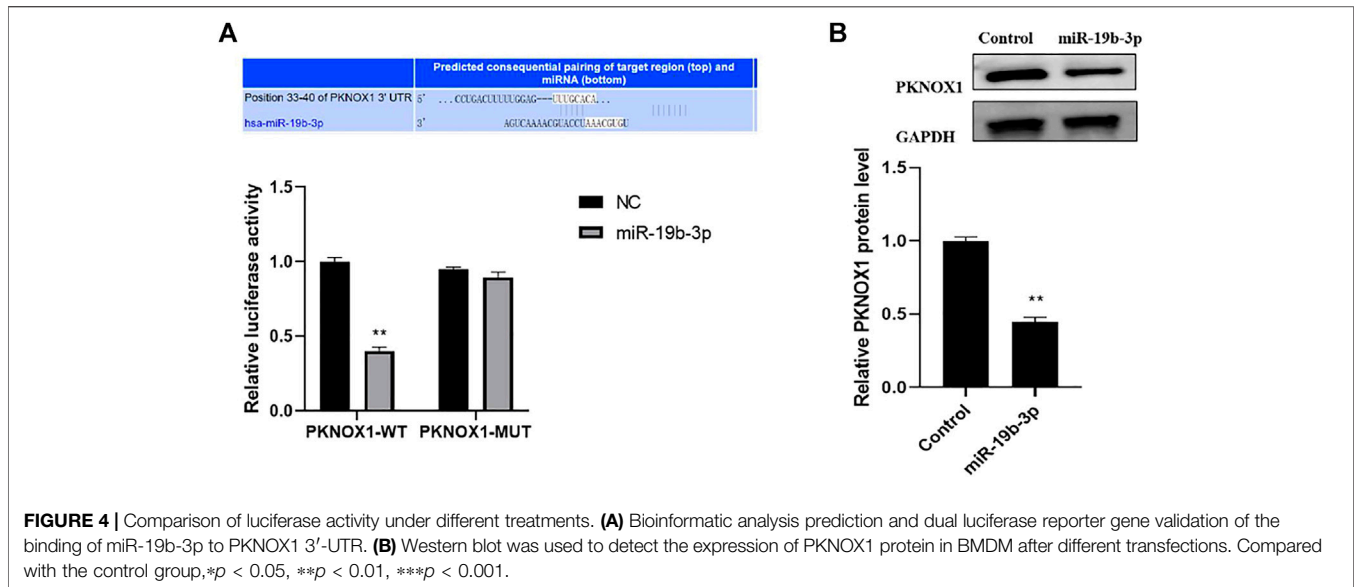 A
Predicted consequential pairing of target region (top) and
miRNA (bottom)
Position 33-40 of PKNOX1 3' UTR 5' ...CCUGACUUUUUGGAG---UUUGCACA...
hsa-miR-19b-3p 3' AGUCAAAACGUACCUAAACGUGU
Relative luciferase activity
1.5
1.0
0.5
0.0
**
PKNOX1-WT PKNOX1-MUT
NC
miR-19b-3p
B
Control miR-19b-3p
PKNOX1
GAPDH
Relative PKNOX1 protein level
1.5
1.0
0.5
0.0
**
Control
miR-19b-3p
FIGURE 4 | Comparison of luciferase activity under different treatments. (A) Bioinformatic analysis prediction and dual luciferase reporter gene validation of the
binding of miR-19b-3p to PKNOX1 3′-UTR. (B) Western blot was used to detect the expression of PKNOX1 protein in BMDM after different transfections. Compared
with the control group,∗p < 0.05, ∗∗p < 0.01, ∗∗∗p < 0.001.